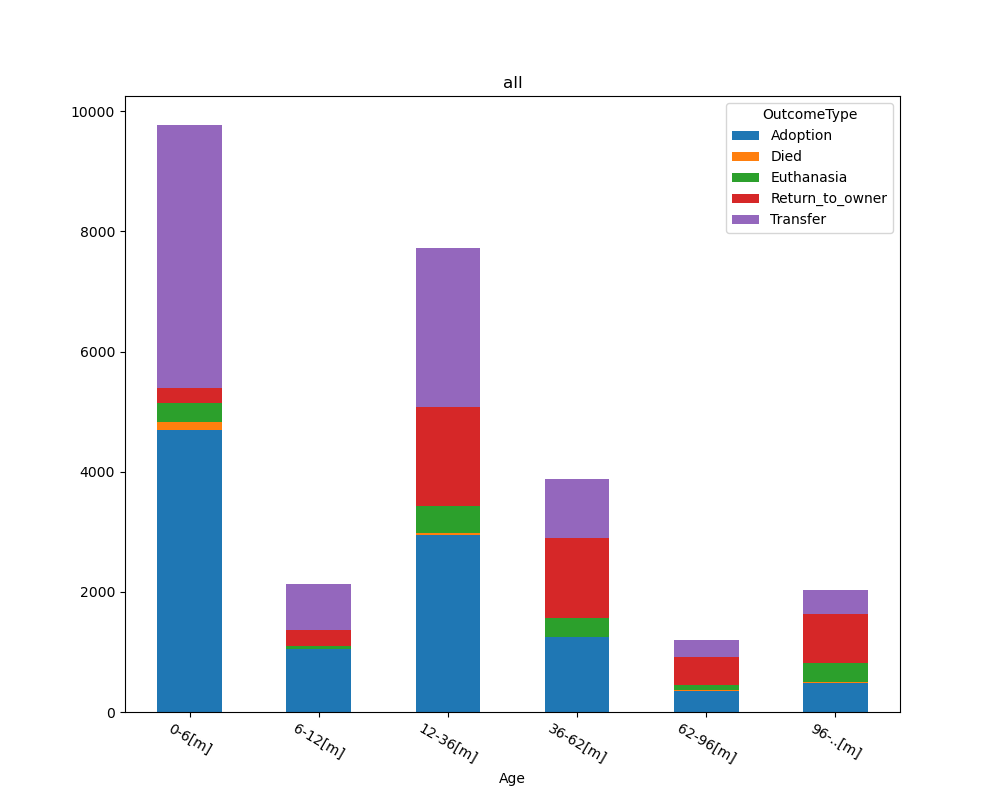 all
10000
8000
6000
4000
2000
0
OutcomeType
Adoption
Died
Euthanasia
Return_to_owner
Transfer
0-6[m]
6-12[m]
12-36[m]
36-62[m]
62-96[m]
96-..[m]
Age